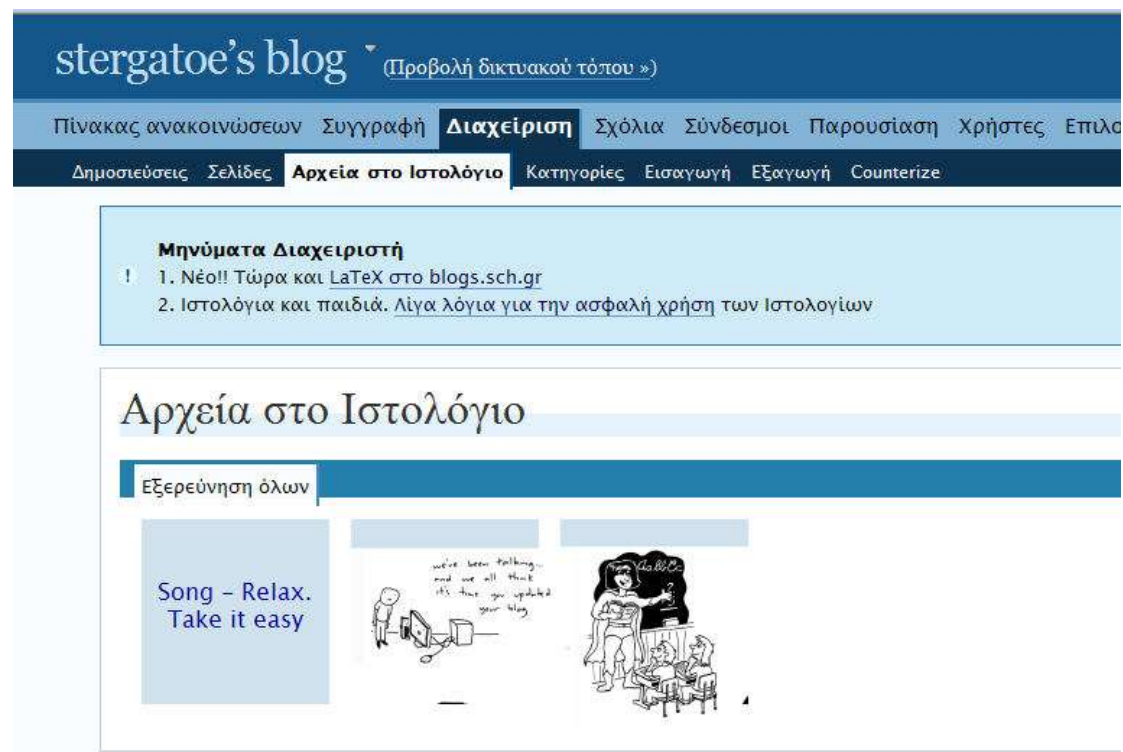 stergatoe's blog (Προβολή δικτυακού τόπου »)
Πίνακας ανακοινώσεων Συγγραφή Διαχείριση Σχόλια Σύνδεσμοι Παρουσίαση Χρήστες Επιλο
Δημοσιεύσεις Σελίδες Αρχεία στο Ιστολόγιο Κατηγορίες Εισαγωγή Εξαγωγή Counterize
Μηνύματα Διαχειριστή
! 1. Νέο!! Τώρα και LaTeX στο blogs.sch.gr
2. Ιστολόγια και παιδιά. Λίγα λόγια για την ασφαλή χρήση των Ιστολογίων
Αρχεία στο Ιστολόγιο
Εξερεύνηση όλων
Song – Relax.
Take it easy
we've been talking...
and we all think
it's time you updated
your blog